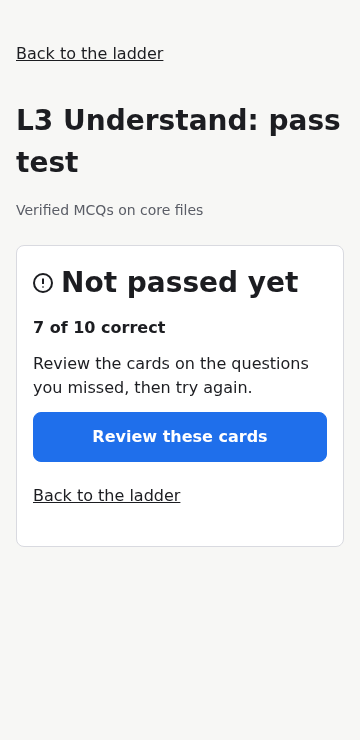 Back to the ladder
L3 Understand: pass
test
Verified MCQs on core files
Not passed yet
7 of 10 correct
Review the cards on the questions
you missed, then try again.
Review these cards
Back to the ladder